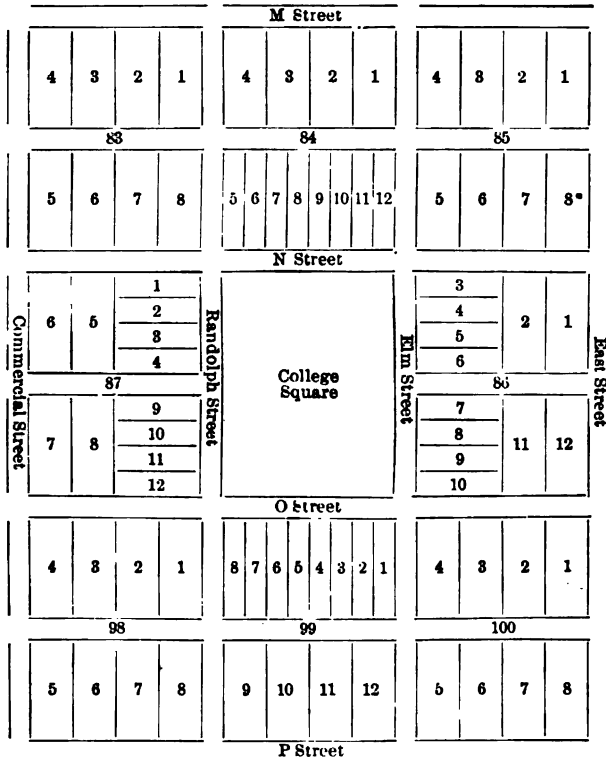 M Street
4 3 2 1 4 3 2 1 4 3 2 1
83 84 85
5 6 7 8 5 6 7 8 9 10 11 12 5 6 7 8
N Street
1 3
2 4
6 5 2 1
3 5
4 6
Commercial Street
Randolph Street
College
Square
Elm Street
East Street
87 86
9 7
10 8
7 8 11 12
11 9
12 10
O Street
4 3 2 1 8 7 6 5 4 3 2 1 4 3 2 1
98 99 100
5 6 7 8 9 10 11 12 5 6 7 8
P Street